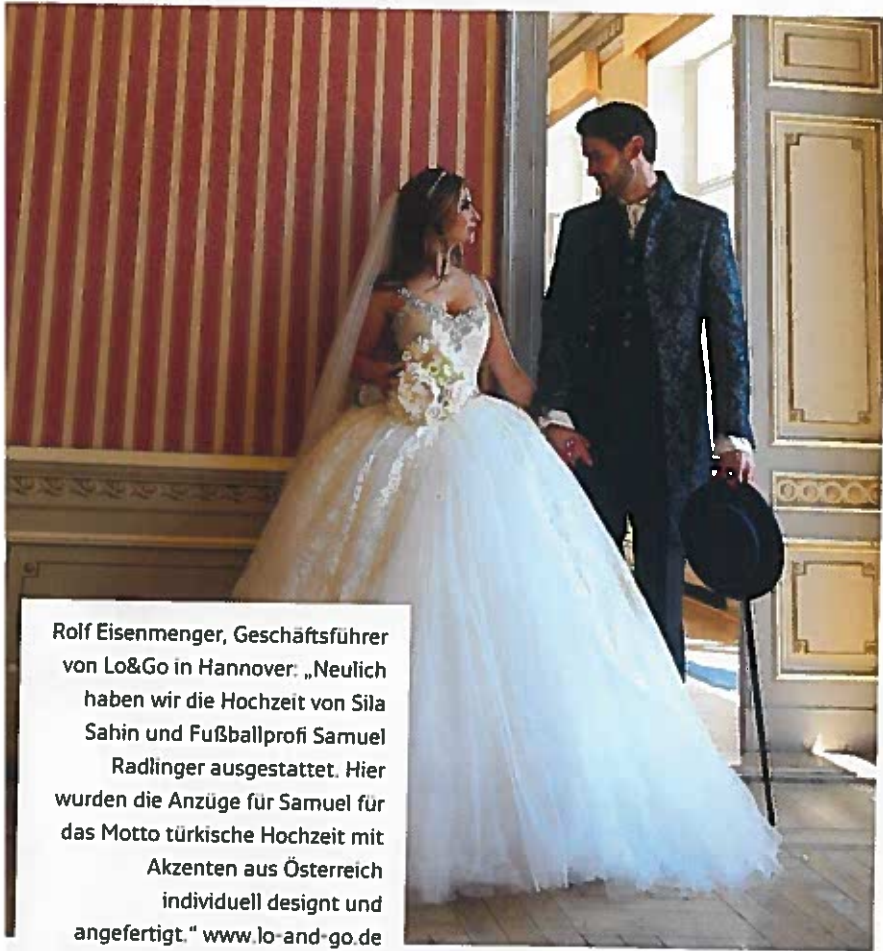 Rolf Eisenmenger, Geschäftsführer
von Lo&Go in Hannover: „Neulich
haben wir die Hochzeit von Sila
Sahin und Fußballprofi Samuel
Radlinger ausgestattet. Hier
wurden die Anzüge für Samuel für
das Motto türkische Hochzeit mit
Akzenten aus Österreich
individuell designt und
angefertigt.“ www.lo-and-go.de